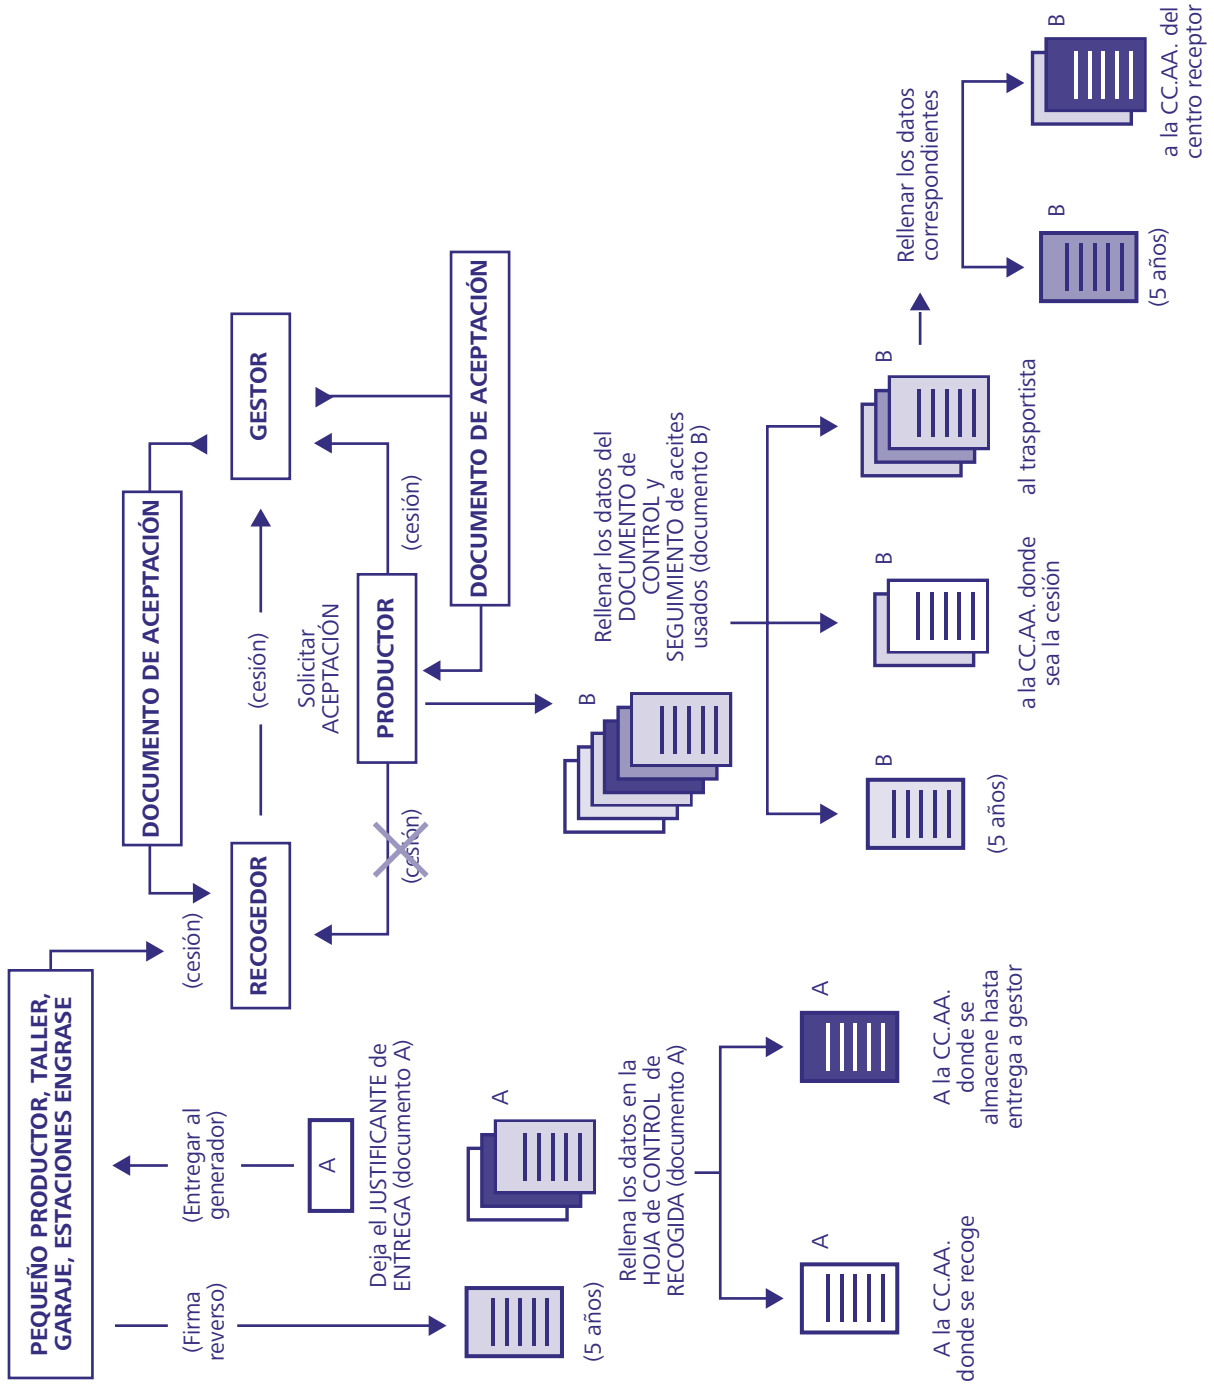 PEQUEÑO PRODUCTOR, TALLER,
GARAJE, ESTACIONES ENGRASE
(Firma
reverso)
(Entregar al
generador)
(cesión)
DOCUMENTO DE ACEPTACIÓN
RECOGEDOR
(cesión)
GESTOR
A
Deja el JUSTIFICANTE de
ENTREGA (documento A)
Solicitar
ACEPTACIÓN
PRODUCTOR
(cesión)
(cesión)
DOCUMENTO DE ACEPTACIÓN
(5 años)
A
Rellena los datos en la
HOJA de CONTROL de
RECOGIDA (documento A)
A
A la CC.AA.
donde se recoge
A
A la CC.AA.
donde se
almacene hasta
entrega a gestor
B
Rellenar los datos del
DOCUMENTO de
CONTROL y
SEGUIMIENTO de aceites
usados (documento B)
B
(5 años)
B
a la CC.AA. donde
sea la cesión
B
al trasportista
Rellenar los datos
correspondientes
B
(5 años)
B
a la CC.AA. del
centro receptor